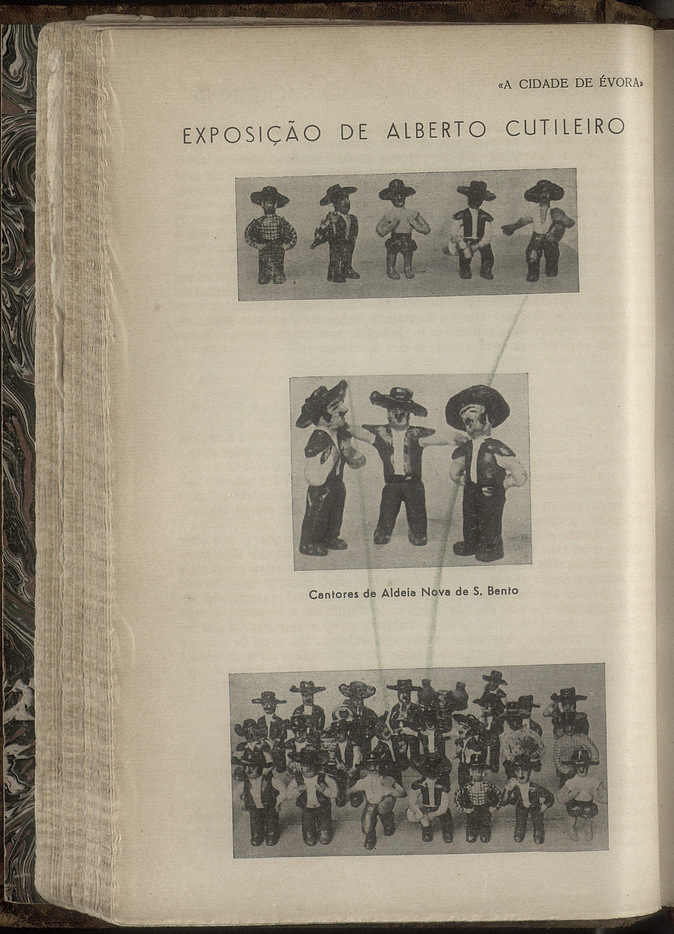 «A CIDADE DE ÉVORA»
EXPOSIÇÃO DE ALBERTO CUTILEIRO
Cantores de Aldeia Nova de S. Bento